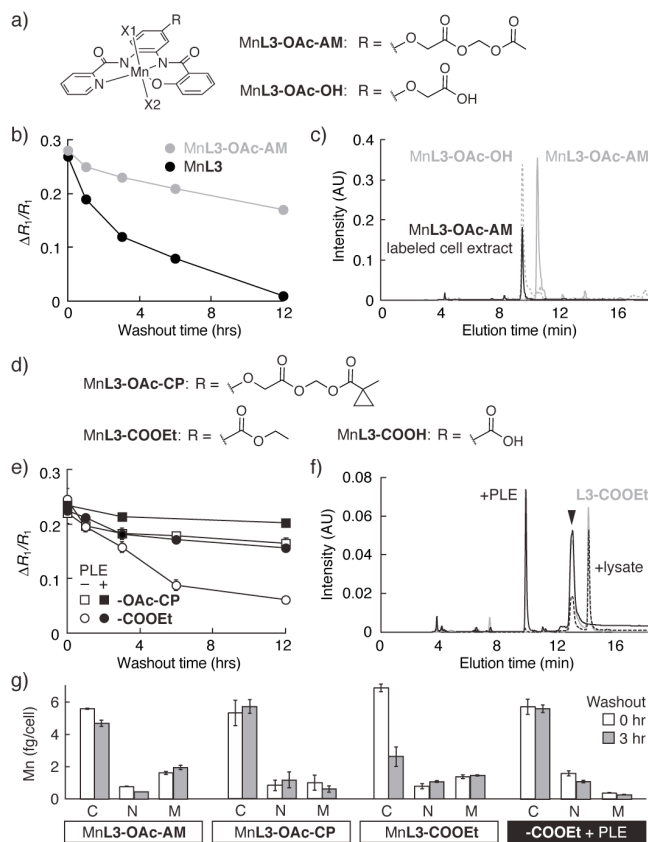 a)
R
X1
O
N
N
O
Mn
N
O
X2
MnL3-OAc-AM: R =
O
O
O
O
O
MnL3-OAc-OH: R =
O
O
OH
b)
0.3
0.2
0.1
0
ΔR1/R1
MnL3-OAc-AM
MnL3
0 4 8 12
Washout time (hrs)
c)
0.4
0.3
0.2
0.1
0
Intensity (AU)
MnL3-OAc-OH
MnL3-OAc-AM
MnL3-OAc-AM
labeled cell extract
4 8 12 16
Elution time (min)
d)
MnL3-OAc-CP: R =
O
O
O
O
O
MnL3-COOEt: R =
O
O
MnL3-COOH: R =
O
OH
e)
0.3
0.2
0.1
0
ΔR1/R1
PLE
− +
-OAc-CP
-COOEt
0 4 8 12
Washout time (hrs)
f)
0.08
0.06
0.04
0.02
0
Intensity (AU)
+PLE
L3-COOEt
+lysate
5 10 15
Elution time (min)
g)
6
4
2
0
Mn (fg/cell)
Washout
0 hr
3 hr
C N M C N M C N M C N M
MnL3-OAc-AM MnL3-OAc-CP MnL3-COOEt -COOEt + PLE